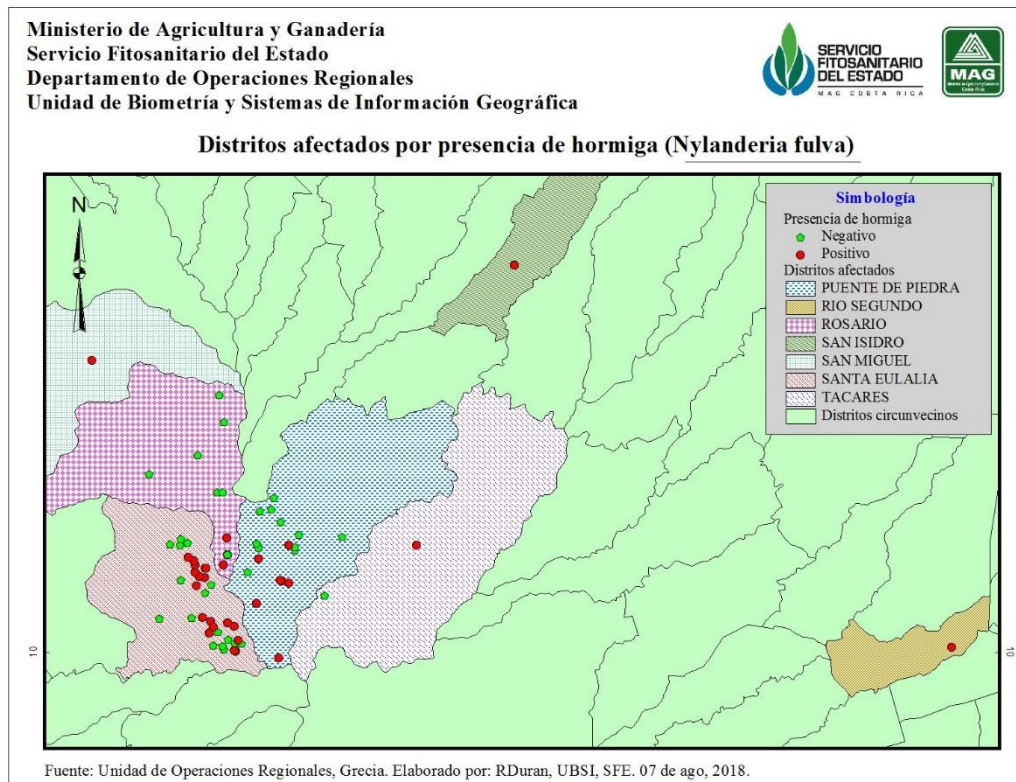 Ministerio de Agricultura y Ganadería
Servicio Fitosanitario del Estado
Departamento de Operaciones Regionales
Unidad de Biometría y Sistemas de Información Geográfica
SERVICIO
FITOSANITARIO
DEL ESTADO
MAG COSTA RICA
MAG
Costa Rica
Distritos afectados por presencia de hormiga (Nylanderia fulva)
N
Simbología
Presencia de hormiga
Negativo
Positivo
Distritos afectados
PUENTE DE PIEDRA
RIO SEGUNDO
ROSARIO
SAN ISIDRO
SAN MIGUEL
SANTA EULALIA
TACARES
Distritos circunvecinos
10
10
Fuente: Unidad de Operaciones Regionales, Grecia. Elaborado por: RDuran, UBSI, SFE. 07 de ago, 2018.